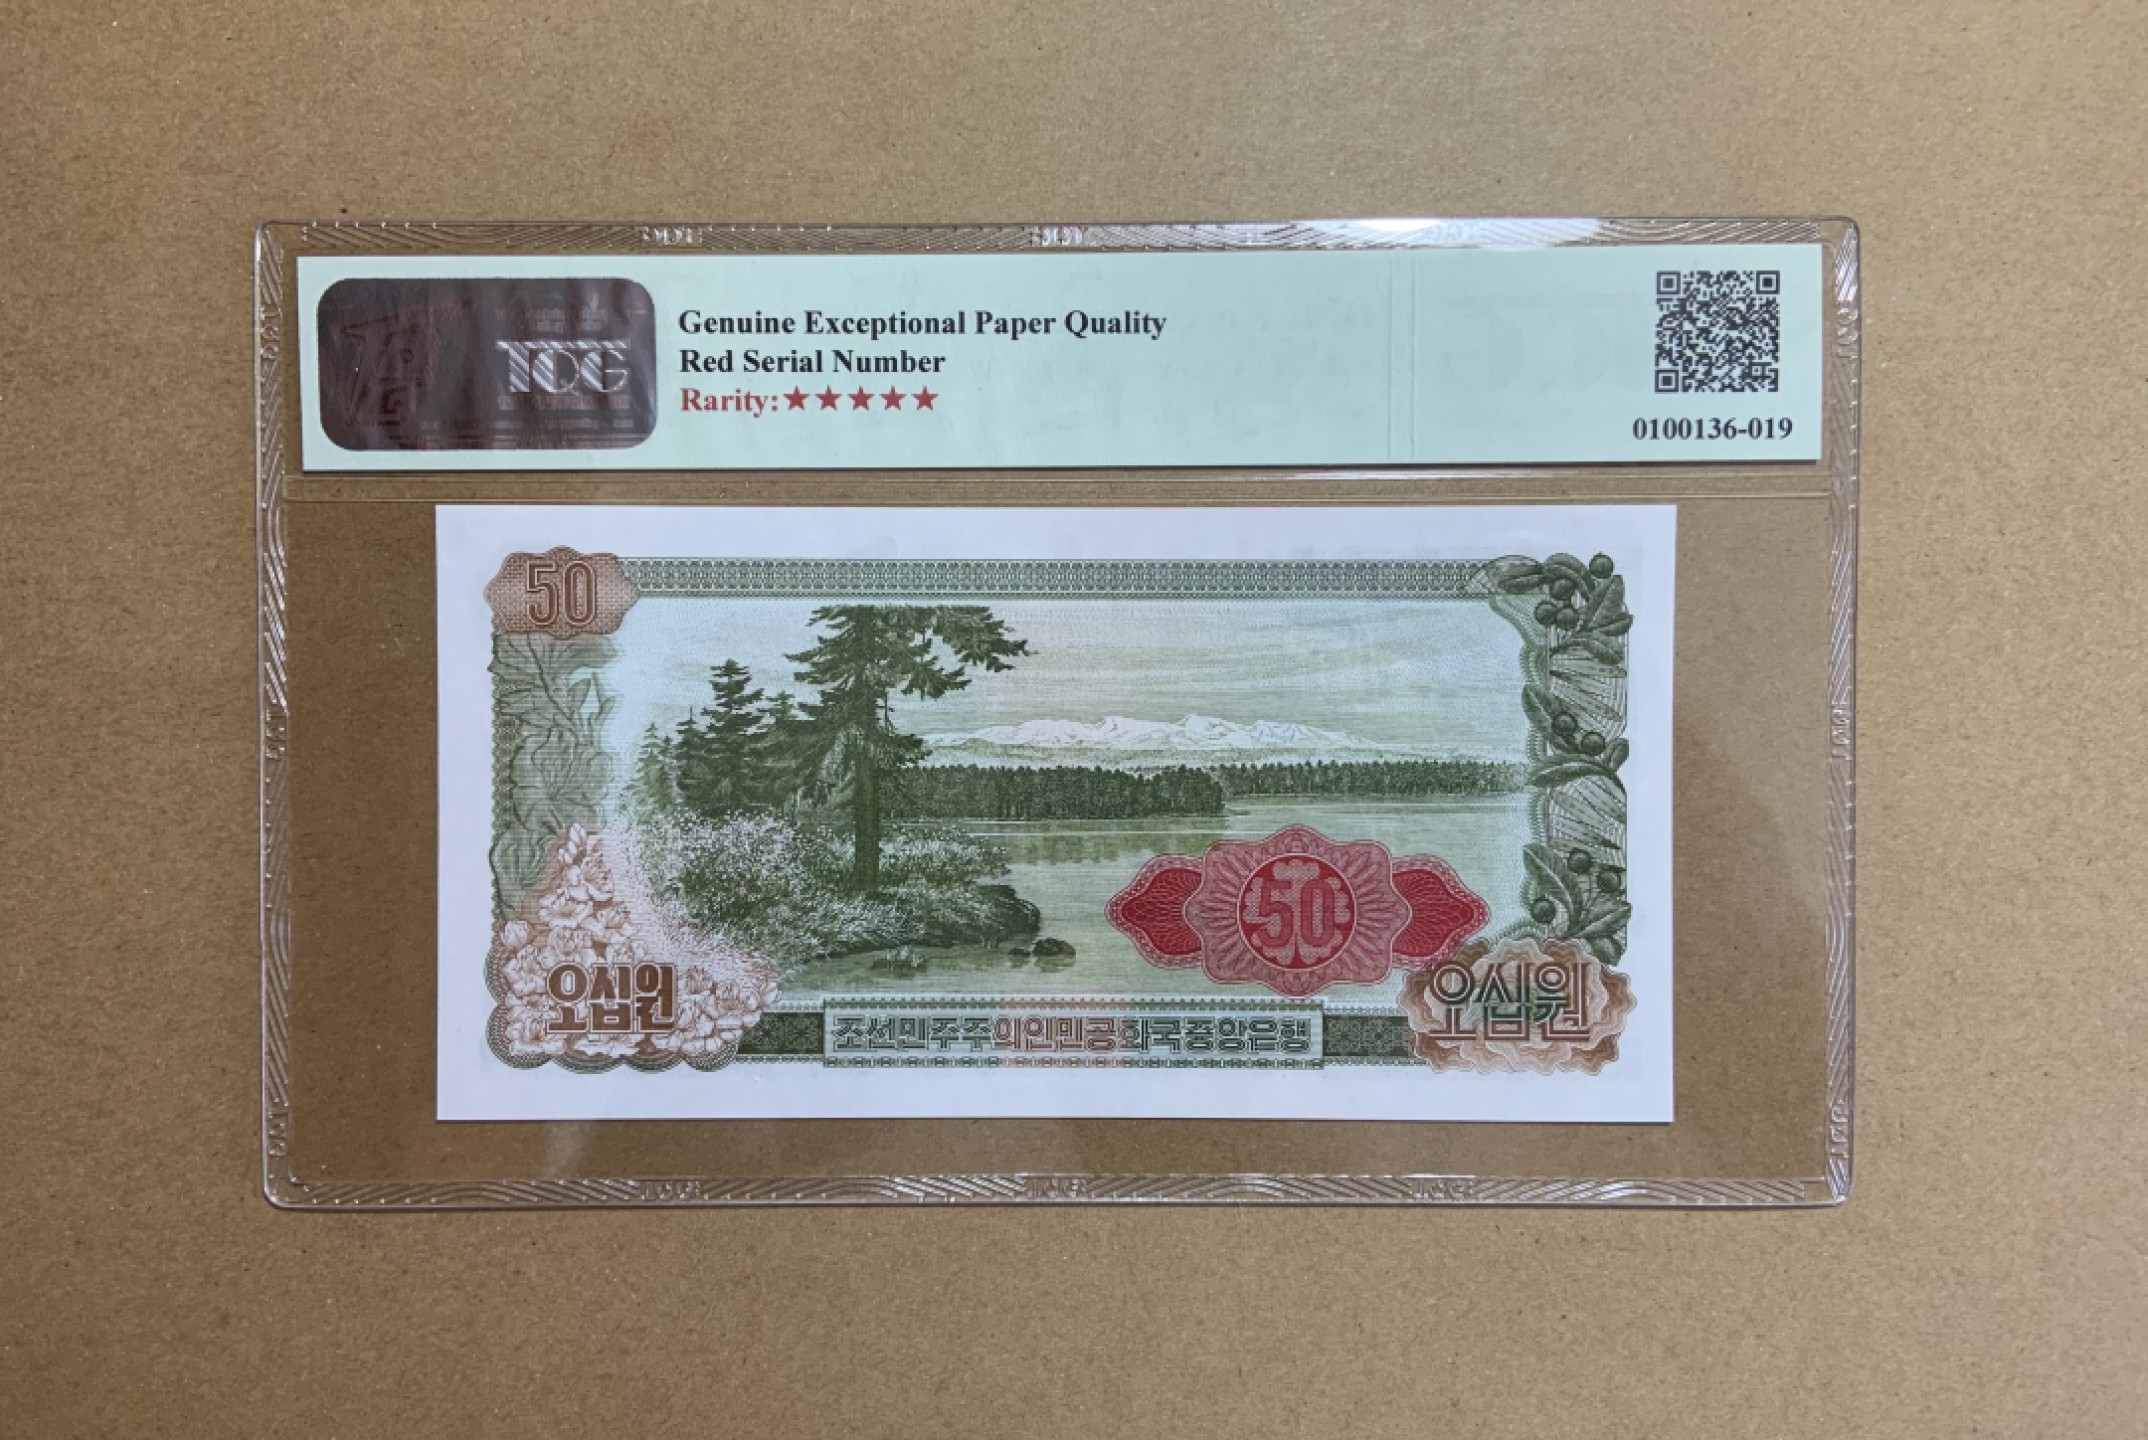 TQG
Genuine Exceptional Paper Quality
Red Serial Number
Rarity:★★★★★
0100136-019
50
50
오십원
오십원
조선민주주의인민공화국중앙은행